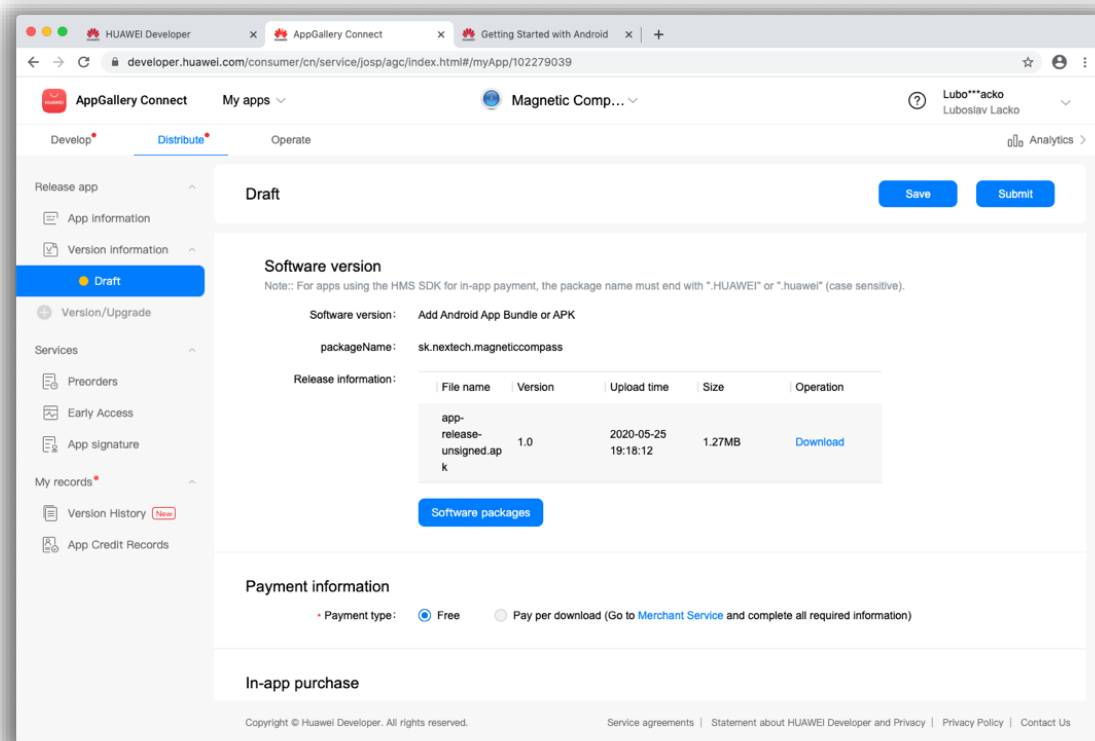 HUAWEI Developer
AppGallery Connect
Getting Started with Android
developer.huawei.com/consumer/cn/service/josp/agc/index.html#/myApp/102279039
AppGallery Connect
My apps
Magnetic Comp...
Lubo***acko
Luboslav Lacko
Develop
Distribute
Operate
Analytics
Release app
App information
Version information
Draft
Version/Upgrade
Services
Preorders
Early Access
App signature
My records
Version History New
App Credit Records
Draft
Save
Submit
Software version
Note:: For apps using the HMS SDK for in-app payment, the package name must end with ".HUAWEI" or ".huawei" (case sensitive).
Software version: Add Android App Bundle or APK
packageName: sk.nextech.magneticcompass
Release information:
File name Version Upload time Size Operation
app-
release-
unsigned.ap
k
1.0
2020-05-25
19:18:12
1.27MB
Download
Software packages
Payment information
* Payment type: Free Pay per download (Go to Merchant Service and complete all required information)
In-app purchase
Copyright © Huawei Developer. All rights reserved.
Service agreements | Statement about HUAWEI Developer and Privacy | Privacy Policy | Contact Us